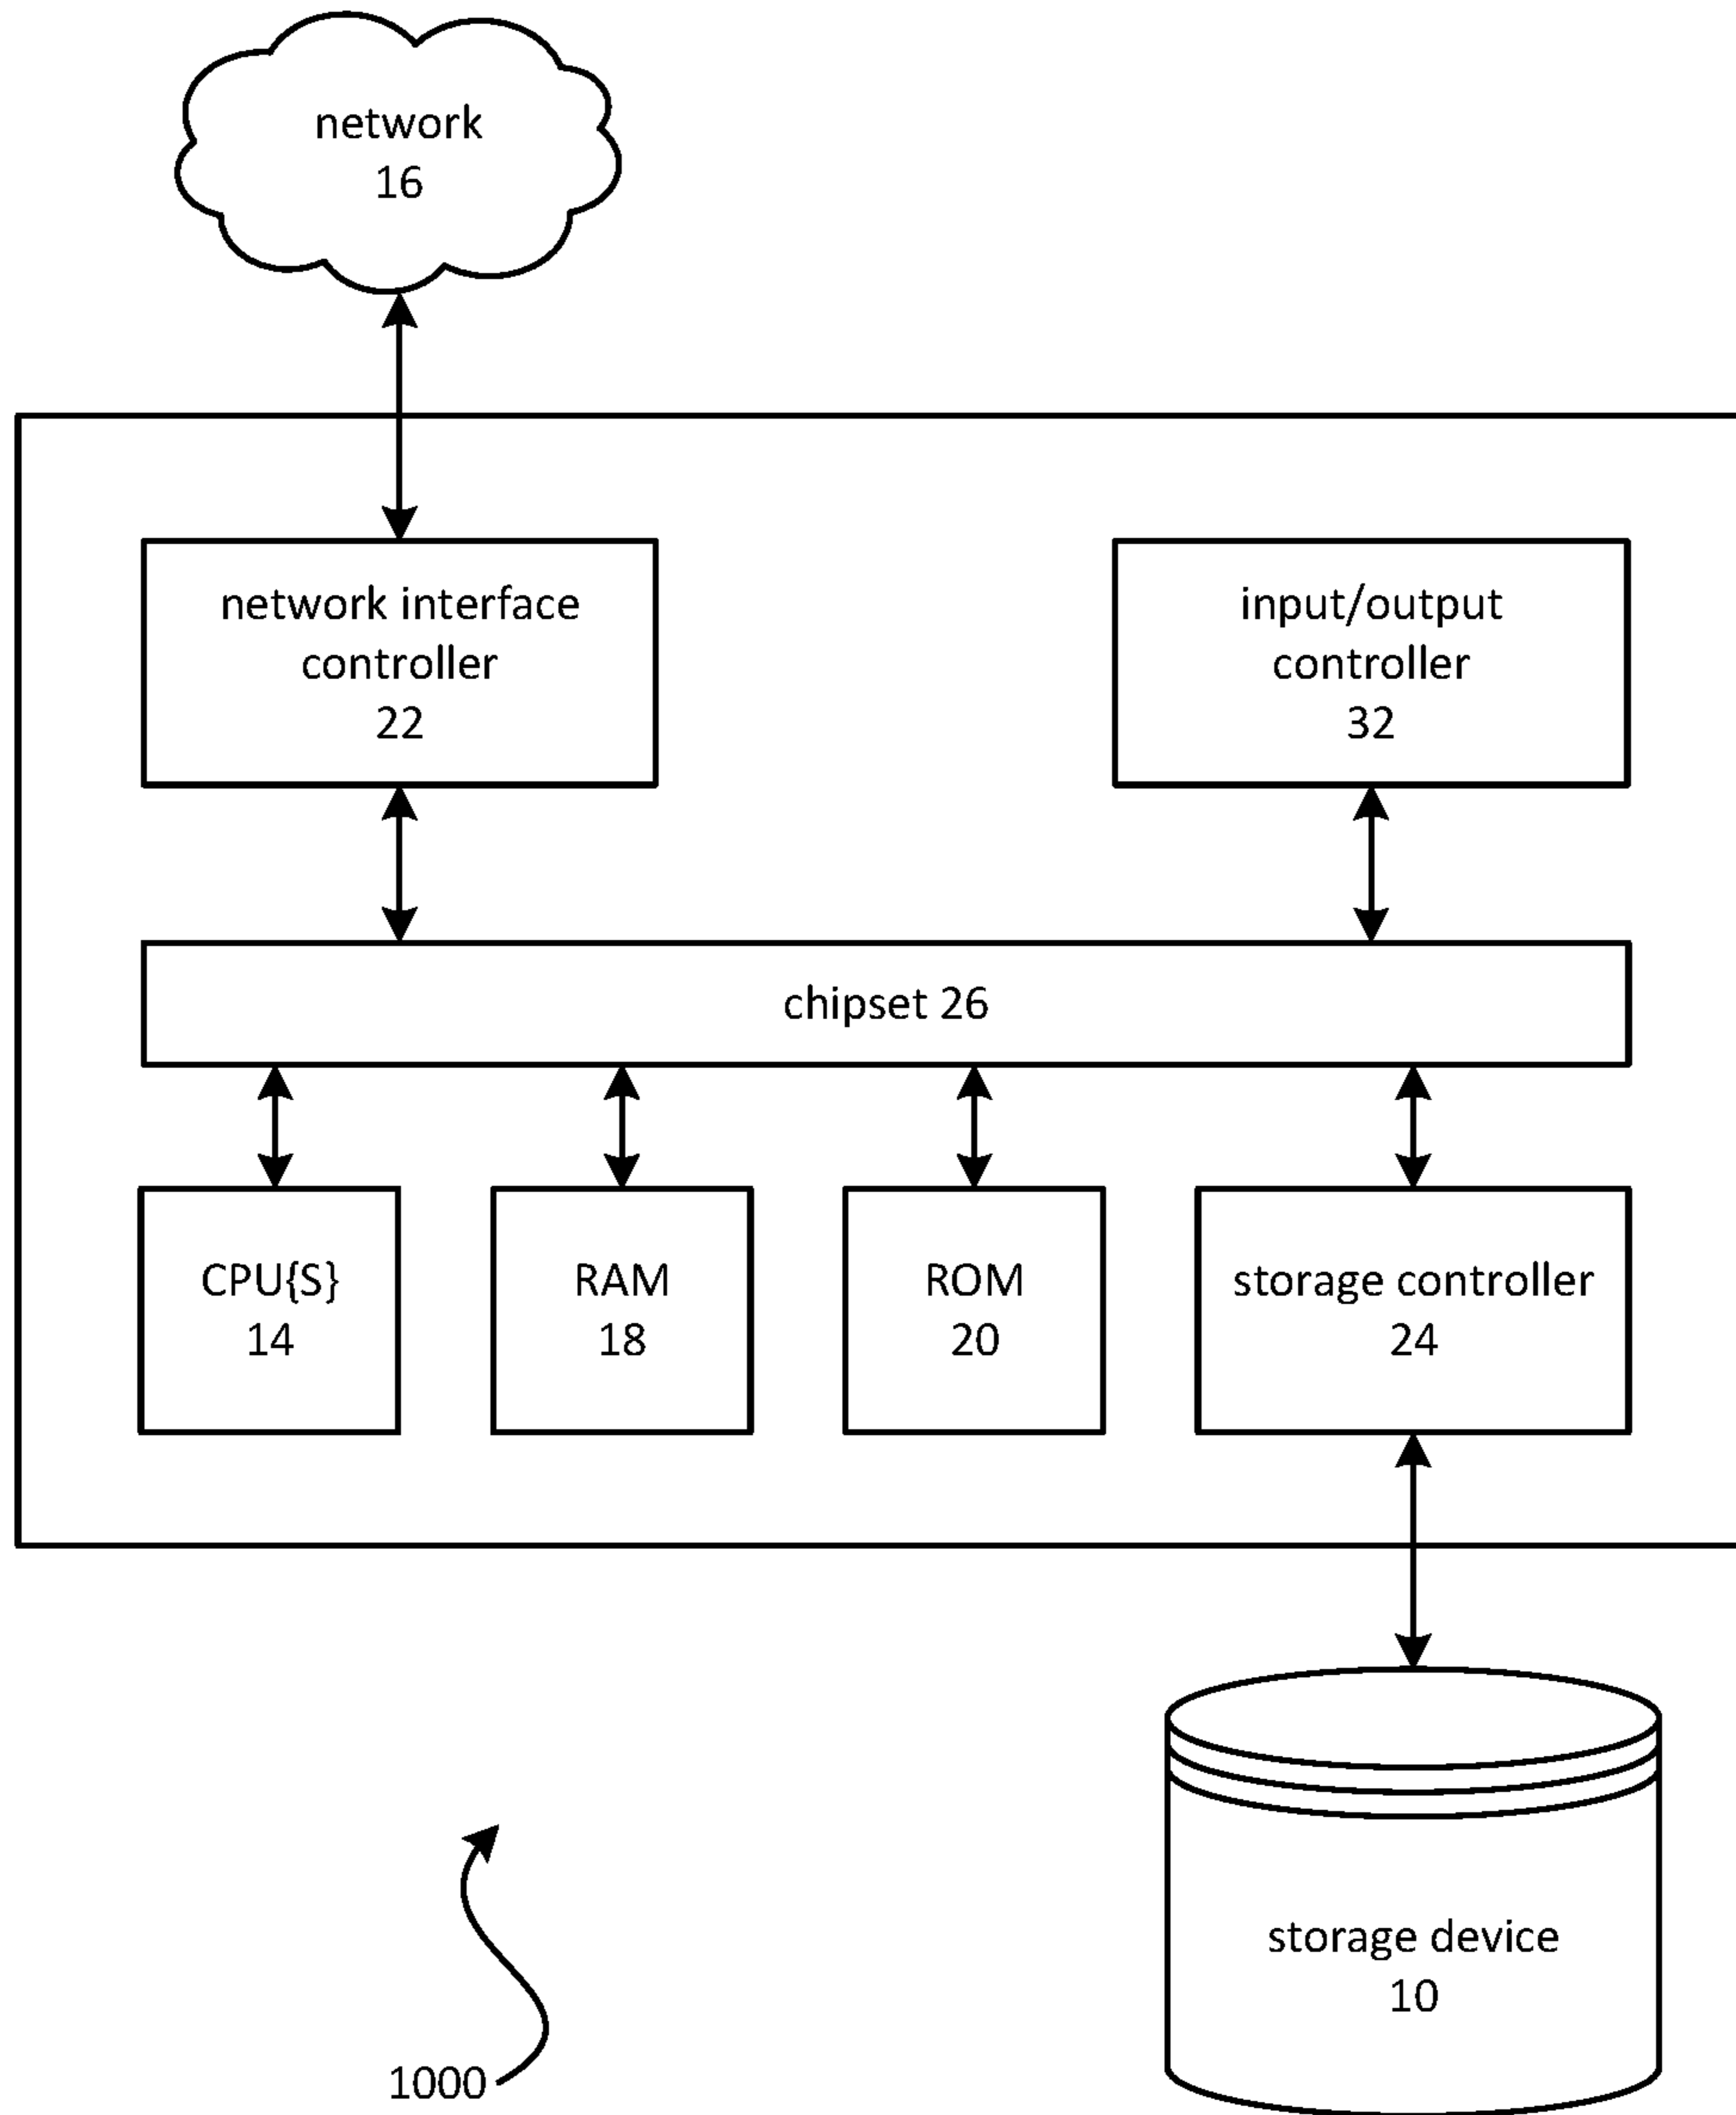 network
16
network interface
controller
22
input/output
controller
32
chipset 26
CPU{S}
14
RAM
18
ROM
20
storage controller
24
storage device
10
1000